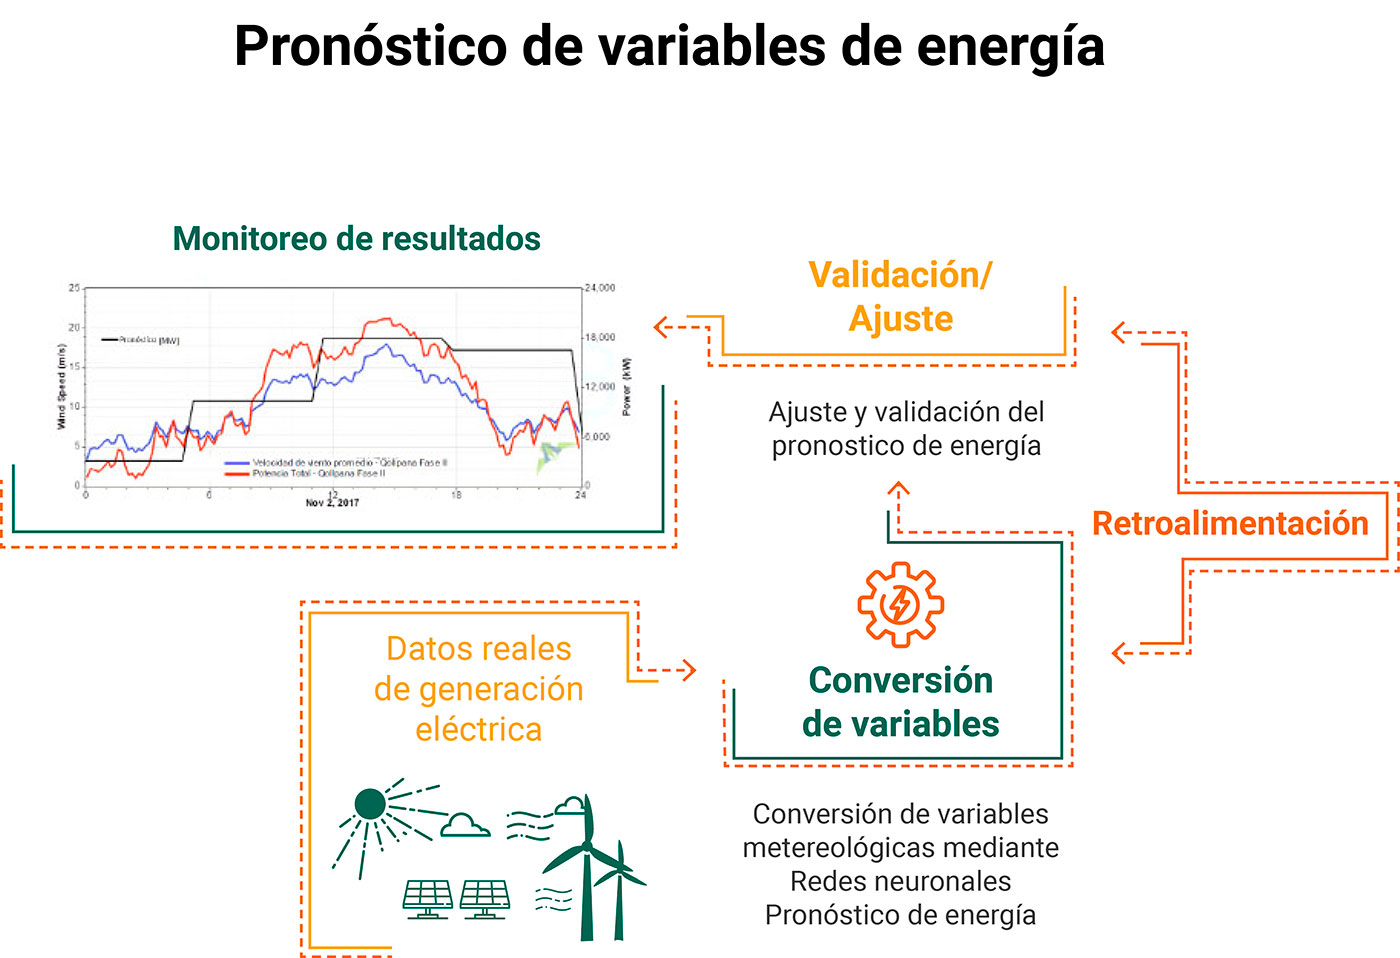 Pronóstico de variables de energía
Monitoreo de resultados
25
20
15
10
5
0
Wind Speed (m/s)
Pronóstico [MW]
24,000
18,000
12,000
6,000
0
Power (kW)
Velocidad de viento promedio - Qollpana Fase II
Potencia Total - Qollpana Fase II
0
6
12
18
24
Nov 2, 2017
Validación/
Ajuste
Ajuste y validación del
pronostico de energía
Retroalimentación
Datos reales
de generación
eléctrica
Conversión
de variables
Conversión de variables
metereológicas mediante
Redes neuronales
Pronóstico de energía